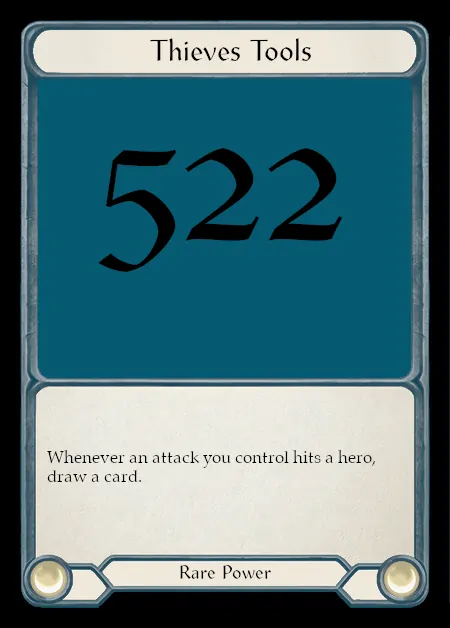 Thieves Tools
522
Whenever an attack you control hits a hero,
draw a card.
Rare Power